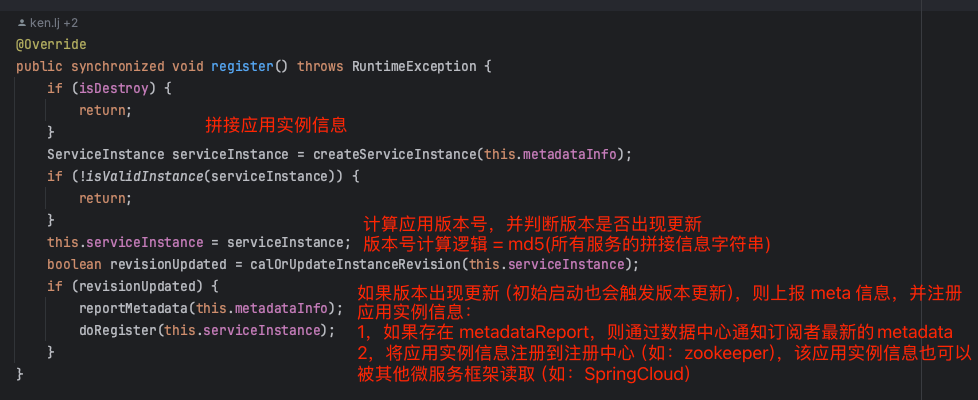 ken.lj +2
@Override
public synchronized void register() throws RuntimeException {
if (isDestroy) {
return;
}
拼接应用实例信息
ServiceInstance serviceInstance = createServiceInstance(this.metadataInfo);
if (!isValidInstance(serviceInstance)) {
return;
}
计算应用版本号，并判断版本是否出现更新
this.serviceInstance = serviceInstance;
版本号计算逻辑 = md5(所有服务的拼接信息字符串)
boolean revisionUpdated = calOrUpdateInstanceRevision(this.serviceInstance);
if (revisionUpdated) {
如果版本出现更新 (初始启动也会触发版本更新)，则上报 meta 信息，并注册
reportMetadata(this.metadataInfo);
应用实例信息：
doRegister(this.serviceInstance);
1，如果存在 metadataReport，则通过数据中心通知订阅者最新的metadata
}
2，将应用实例信息注册到注册中心 (如：zookeeper)，该应用实例信息也可以
}
被其他微服务框架读取 (如：SpringCloud)